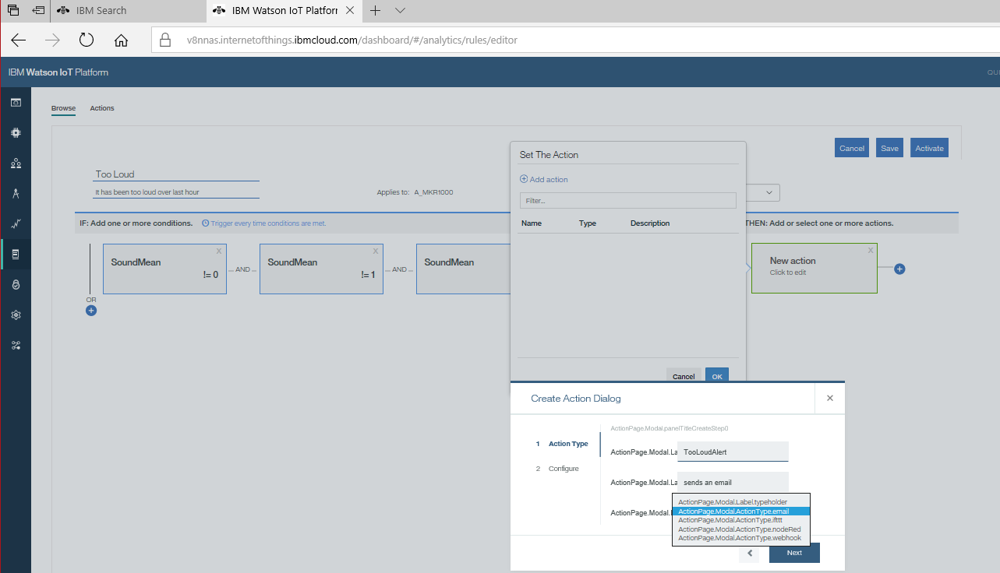 IBM Search
IBM Watson IoT Platforr
v8nnas.internetofthings.ibmcloud.com/dashboard/#/analytics/rules/editor
IBM Watson IoT Platform
QUI
Browse
Actions
Cancel
Save
Activate
Too Loud
It has been too loud over last hour
Applies to: A_MKR1000
IF: Add one or more conditions.
Trigger every time conditions are met.
THEN: Add or select one or more actions.
SoundMean
X
!= 0
AND
SoundMean
X
!= 1
AND
SoundMean
OR
Set The Action
Add action
Filter...
Name
Type
Description
Cancel
OK
New action
X
Click to edit
Create Action Dialog
1 Action Type
2 Configure
ActionPage.Modal.panelTitleCreateStep0
ActionPage.Modal.La
TooLoudAlert
ActionPage.Modal.La
sends an email
ActionPage.Modal.l
ActionPage.Modal.Label.typeholder
ActionPage.Modal.ActionType.email
ActionPage.Modal.ActionType.ifttt
ActionPage.Modal.ActionType.nodeRed
ActionPage.Modal.ActionType.webhook
Next